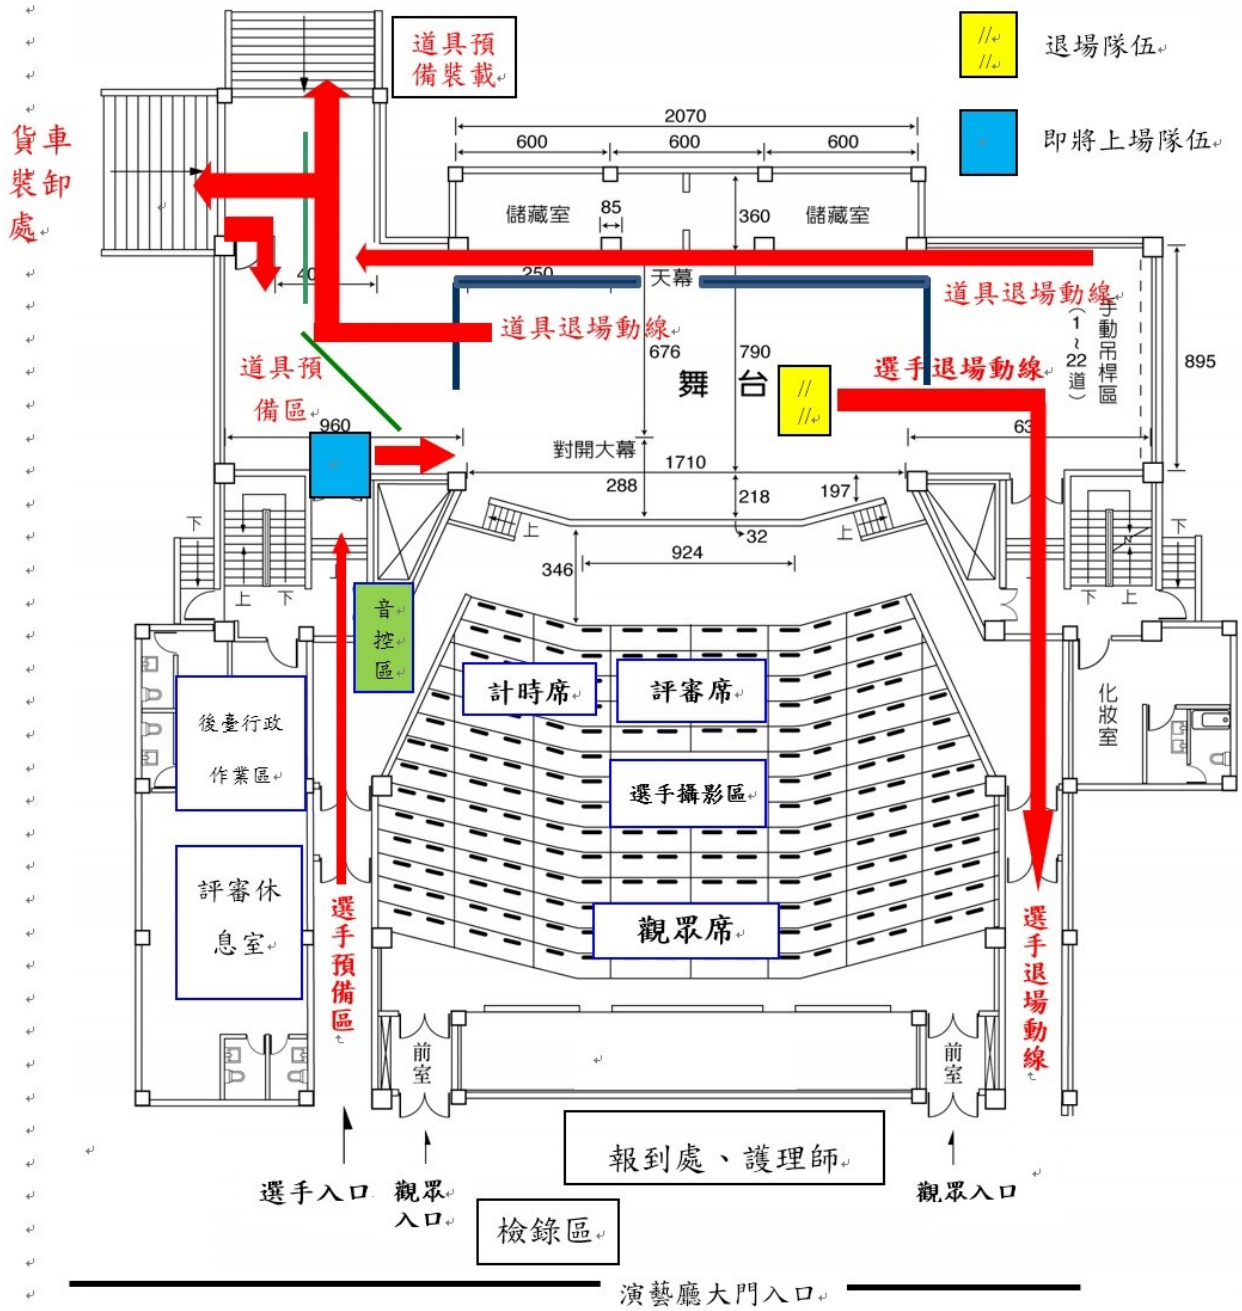 道具預
備裝載
退場隊伍
即將上場隊伍
貨車
裝卸
處
2070
600
600
600
儲藏室
85
360
儲藏室
250
天幕
道具退場動線
道具退場動線
手動吊桿區
(1~22道)
676
790
895
選手退場動線
舞台
道具預
備區
960
對開大幕
1710
288
218
197
32
上
上
924
346
下
上
下
下
上
下
音
控
區
計時席
評審席
後臺行政
作業區
選手攝影區
化妝室
評審休
息室
觀眾席
選手預備區
選手退場動線
前室
前室
報到處、護理師
選手入口
觀眾
入口
觀眾入口
檢錄區
演藝廳大門入口